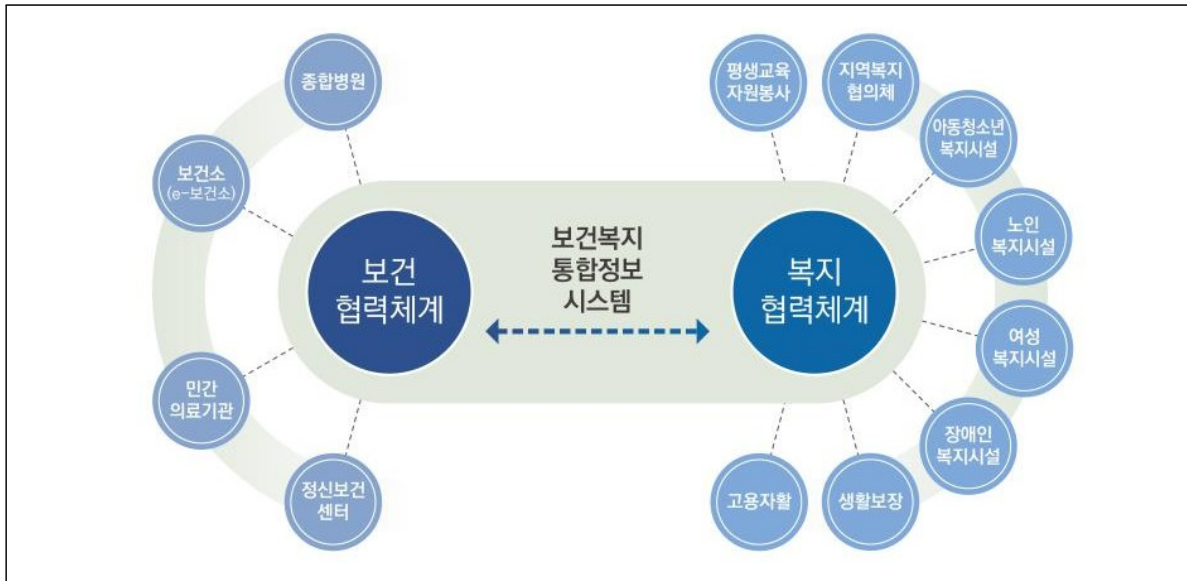 종합병원
보건소
(e-보건소)
민간
의료기관
정신보건
센터
보건
협력체계
보건복지
통합정보
시스템
복지
협력체계
평생교육
자원봉사
지역복지
협의체
아동청소년
복지시설
노인
복지시설
여성
복지시설
장애인
복지시설
생활보장
고용자활